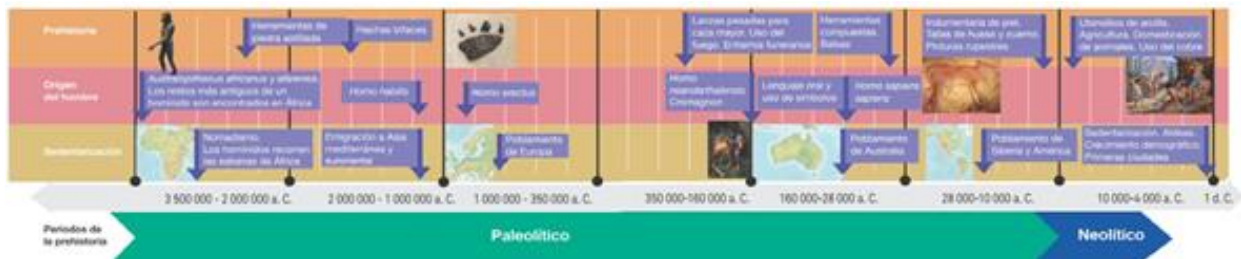 Prehistoria
Herramientas de
piedra astillada
Hachas bifaces
Lanzas pesadas para
caza mayor. Uso del
fuego. Entierros funerarios
Herramientas
compuestas.
Balsas
Indumentaria de piel.
Tallas de hueso y cuerno.
Pinturas rupestres
Utensilios de arcilla.
Agricultura. Domesticación
de animales. Uso del cobre
Origen
del hombre
Australopithecus africanus y afarensis.
Los restos más antiguos de un
homínido son encontrados en África
Homo habilis
Homo erectus
Homo
neanderthalensis
Cromagnon
Lenguaje oral y
uso de símbolos
Homo sapiens
sapiens
Sedentarización
Nomadismo.
Los homínidos recorren
las sabanas de África
Emigración a Asia
mediterránea y
Poblamiento
de Europa
Poblamiento
de Australia
Poblamiento de
Siberia y América
Sedentarización. Aldeas.
Crecimiento demográfico.
Primeras ciudades
3 500 000 - 2 000 000 a. C.
2 000 000 - 1 000 000 a. C.
1 000 000 - 350 000 a. C.
350 000-160 000 a. C.
160 000-28 000 a. C.
28 000-10 000 a. C.
10 000-4 000 a. C.
1 d. C.
Periodos de
la prehistoria
Paleolítico
Neolítico